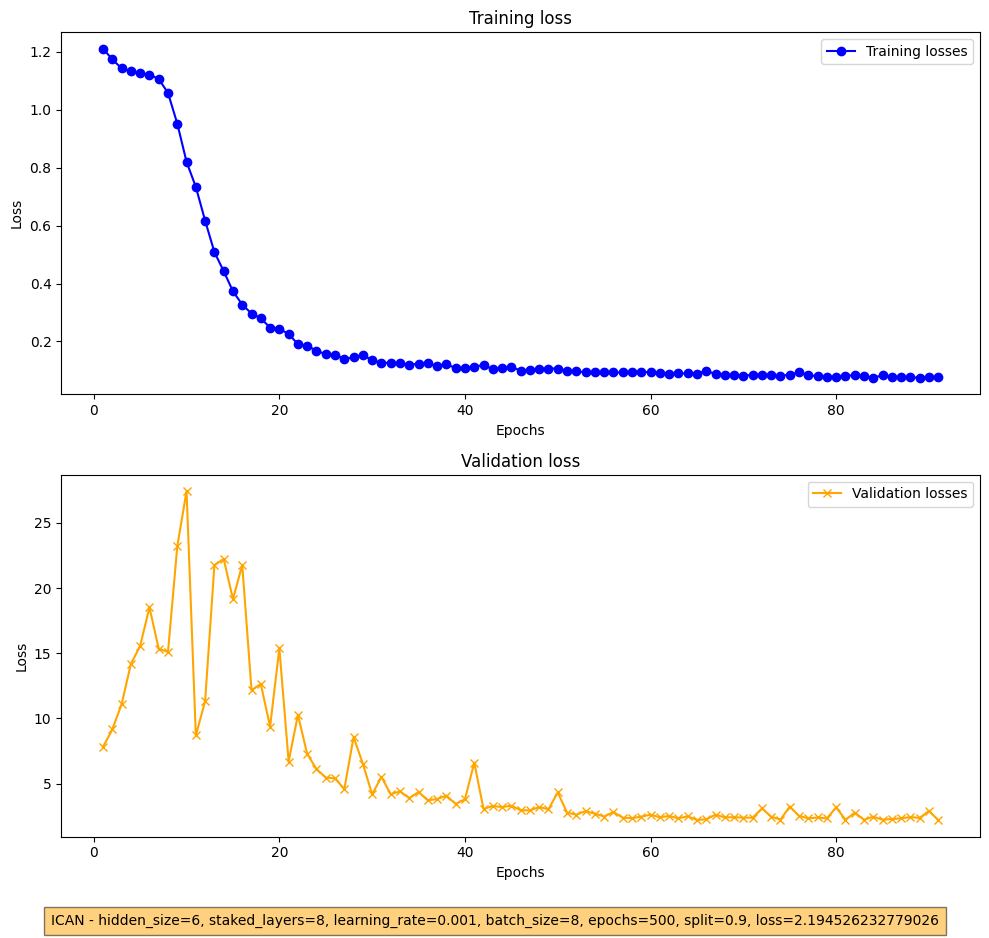 Training loss
Training losses
1.2
1.0
0.8
0.6
0.4
0.2
Loss
0 20 40 60 80
Epochs
Validation loss
Validation losses
25
20
15
10
5
Loss
0 20 40 60 80
Epochs
ICAN - hidden_size=6, staked_layers=8, learning_rate=0.001, batch_size=8, epochs=500, split=0.9, loss=2.194526232779026